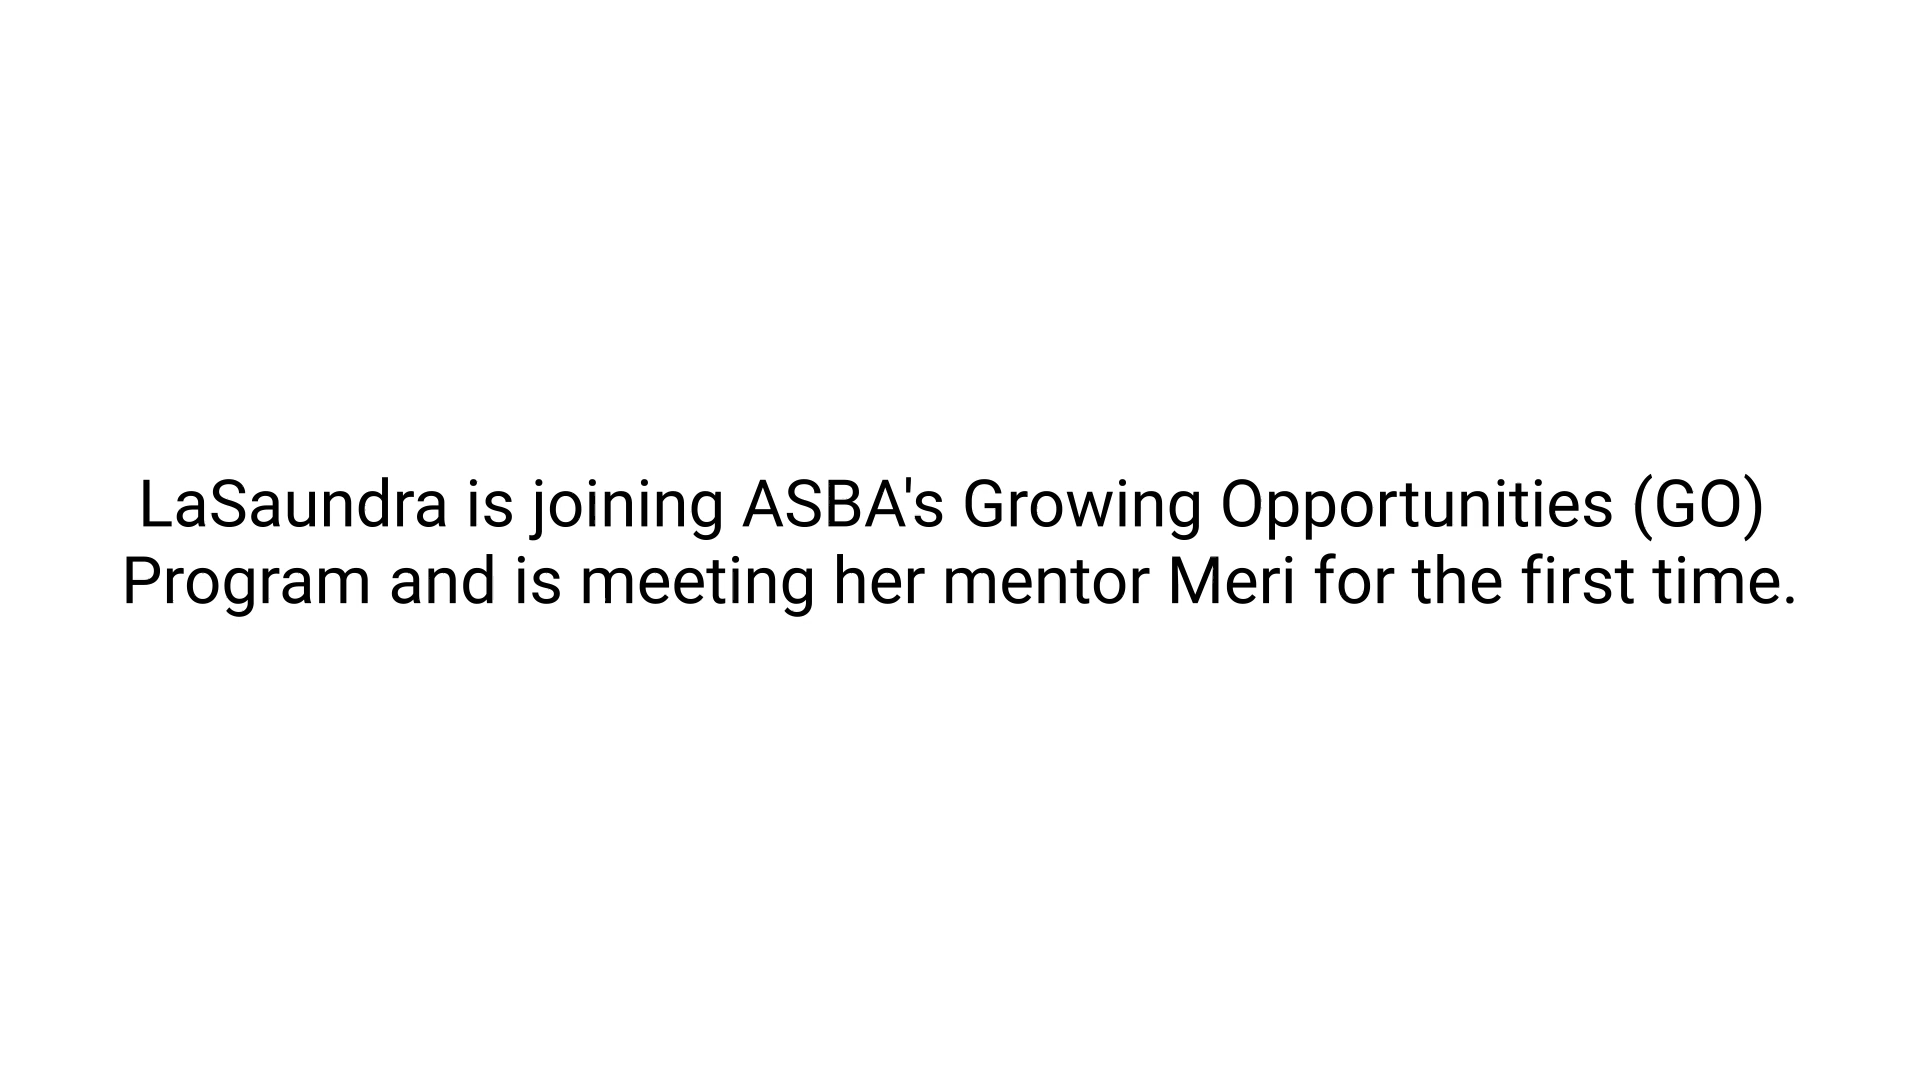 LaSaundra is joining ASBA's Growing Opportunities (GO)
Program and is meeting her mentor Meri for the first time.